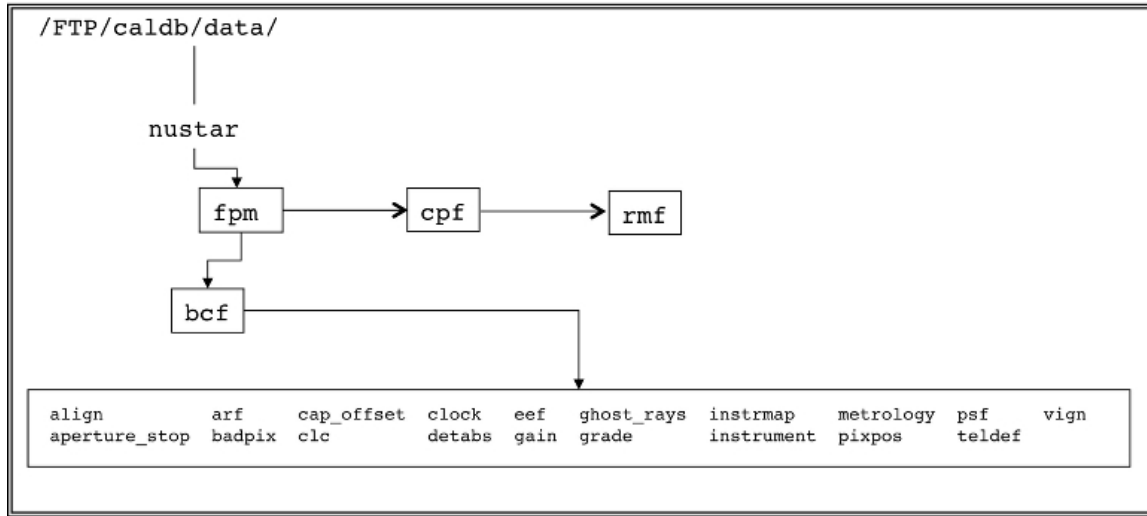 /FTP/caldb/data/
nustar
fpm cpf rmf
bcf
align arf cap_offset clock eef ghost_rays instrmap metrology psf vign
aperture_stop badpix clc detabs gain grade instrument pixpos teldef